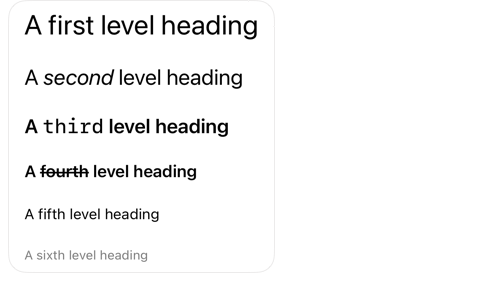 A first level heading
A second level heading
A third level heading
A fourth level heading
A fifth level heading
A sixth level heading